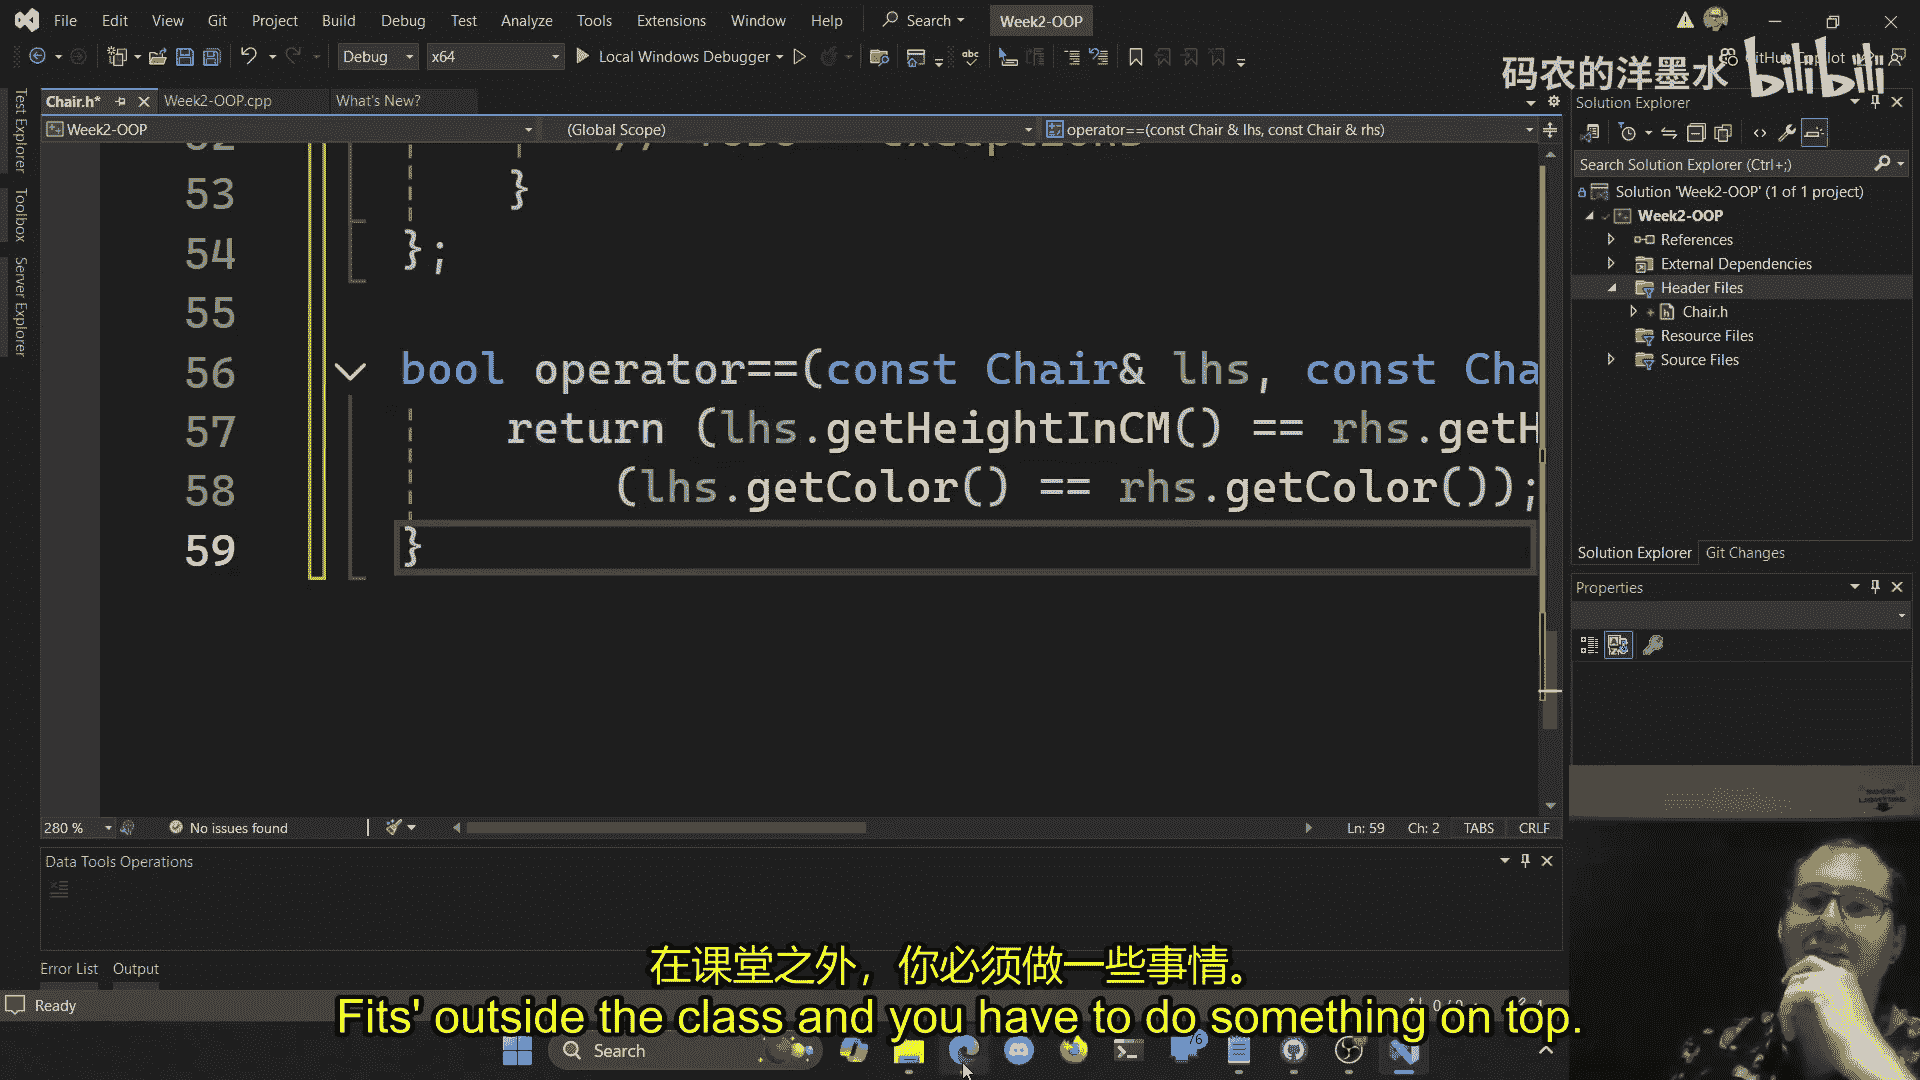 File Edit View Git Project Build Debug Test Analyze Tools Extensions Window Help Search Week2-OOP
Debug x64 Local Windows Debugger
码农的洋墨水 bilibili
Chair.h* Week2-OOP.cpp What's New?
Week2-OOP (Global Scope) operator==(const Chair & lhs, const Chair & rhs)
Test Explorer
Toolbox
Server Explorer
53 }
54 };
55
56 bool operator==(const Chair& lhs, const Cha
57 return (lhs.getHeightInCM() == rhs.getH
58 (lhs.getColor() == rhs.getColor());
59 }
280 % No issues found Ln: 59 Ch: 2 TABS CRLF
Data Tools Operations
Error List Output
Ready
Solution Explorer
Search Solution Explorer (Ctrl+;)
Solution 'Week2-OOP' (1 of 1 project)
Week2-OOP
References
External Dependencies
Header Files
Chair.h
Resource Files
Source Files
Solution Explorer Git Changes
Properties
在课堂之外，你必须做一些事情。
Fits' outside the class and you have to do something on top.
Search
76